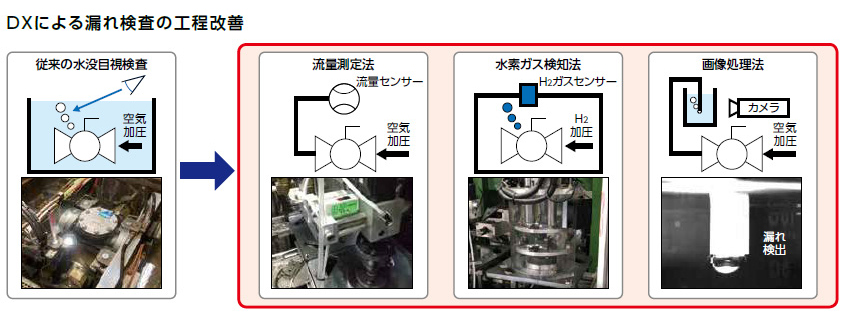 DXによる漏れ検査の工程改善
従来の水没目視検査
空気
加圧
流量測定法
流量センサー
空気
加圧
水素ガス検知法
H2ガスセンサー
H2
加圧
画像処理法
カメラ
空気
加圧
漏れ
検出